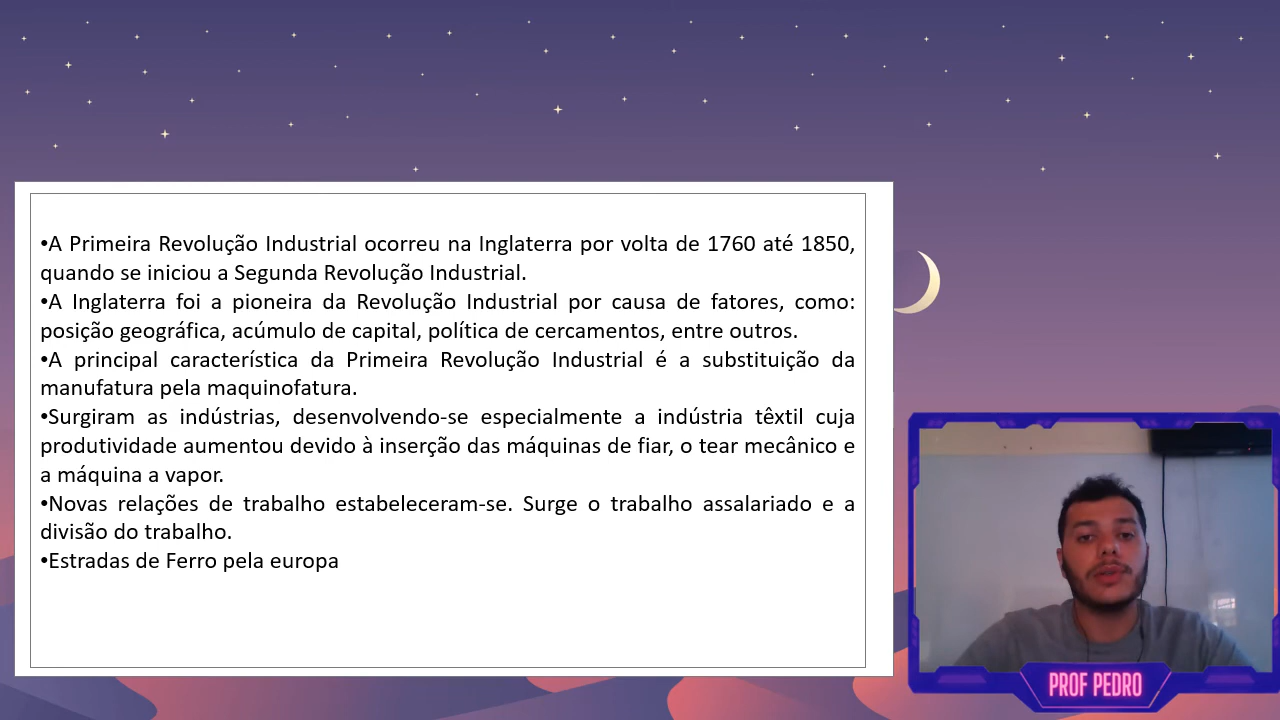 •A Primeira Revolução Industrial ocorreu na Inglaterra por volta de 1760 até 1850,
quando se iniciou a Segunda Revolução Industrial.
•A Inglaterra foi a pioneira da Revolução Industrial por causa de fatores, como:
posição geográfica, acúmulo de capital, política de cercamentos, entre outros.
•A principal característica da Primeira Revolução Industrial é a substituição da
manufatura pela maquinofatura.
•Surgiram as indústrias, desenvolvendo-se especialmente a indústria têxtil cuja
produtividade aumentou devido à inserção das máquinas de fiar, o tear mecânico e
a máquina a vapor.
•Novas relações de trabalho estabeleceram-se. Surge o trabalho assalariado e a
divisão do trabalho.
•Estradas de Ferro pela europa
PROF PEDRO